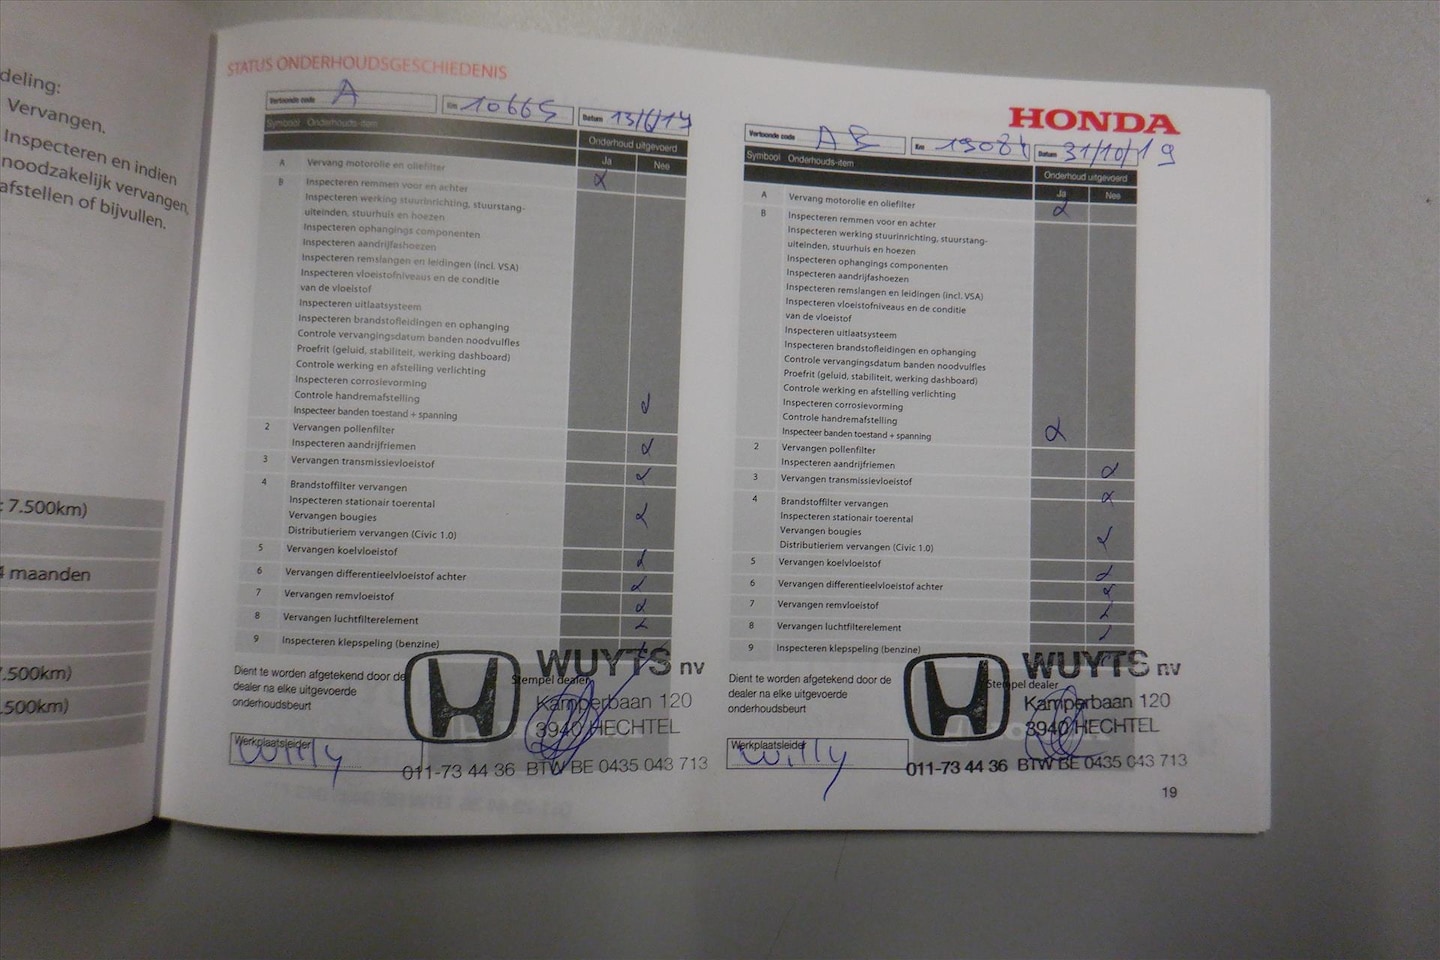 deling:
Vervangen.
Inspecteren en indien
noodzakelijk vervangen,
afstellen of bijvullen.
: 7.500km)
maanden
.500km)
.500km)
STATUS ONDERHOUDSGESCHIEDENIS
Vertoonde code A Km 10665 Datum 13/6/17
Symbool Onderhouds-item Onderhoud uitgevoerd
Ja Nee
A Vervang motorolie en oliefilter
B Inspecteren remmen voor en achter
Inspecteren werking stuurinrichting, stuurstang-
uiteinden, stuurhuis en hoezen
Inspecteren ophangings componenten
Inspecteren aandrijfashoezen
Inspecteren remslangen en leidingen (incl. VSA)
Inspecteren vloeistofniveaus en de conditie
van de vloeistof
Inspecteren uitlaatsysteem
Inspecteren brandstofleidingen en ophanging
Controle vervangingsdatum banden noodvulfles
Proefrit (geluid, stabiliteit, werking dashboard)
Controle werking en afstelling verlichting
Inspecteren corrosievorming
Controle handremafstelling
Inspecteer banden toestand + spanning
2 Vervangen pollenfilter
Inspecteren aandrijfriemen
3 Vervangen transmissievloeistof
4 Brandstoffilter vervangen
Inspecteren stationair toerental
Vervangen bougies
Distributieriem vervangen (Civic 1.0)
5 Vervangen koelvloeistof
6 Vervangen differentieelvloeistof achter
7 Vervangen remvloeistof
8 Vervangen luchtfilterelement
9 Inspecteren klepspeling (benzine)
Dient te worden afgetekend door de
dealer na elke uitgevoerde
onderhoudsbeurt
Stempel dealer
WUYTS nv
Kamperbaan 120
3940 HECHTEL
Werkplaatsleider
Willy
011-73 44 36 BTW BE 0435 043 713
HONDA
Vertoonde code AB Km 19084 Datum 31/10/19
Symbool Onderhouds-item Onderhoud uitgevoerd
Ja Nee
A Vervang motorolie en oliefilter
B Inspecteren remmen voor en achter
Inspecteren werking stuurinrichting, stuurstang-
uiteinden, stuurhuis en hoezen
Inspecteren ophangings componenten
Inspecteren aandrijfashoezen
Inspecteren remslangen en leidingen (incl. VSA)
Inspecteren vloeistofniveaus en de conditie
van de vloeistof
Inspecteren uitlaatsysteem
Inspecteren brandstofleidingen en ophanging
Controle vervangingsdatum banden noodvulfles
Proefrit (geluid, stabiliteit, werking dashboard)
Controle werking en afstelling verlichting
Inspecteren corrosievorming
Controle handremafstelling
Inspecteer banden toestand + spanning
2 Vervangen pollenfilter
Inspecteren aandrijfriemen
3 Vervangen transmissievloeistof
4 Brandstoffilter vervangen
Inspecteren stationair toerental
Vervangen bougies
Distributieriem vervangen (Civic 1.0)
5 Vervangen koelvloeistof
6 Vervangen differentieelvloeistof achter
7 Vervangen remvloeistof
8 Vervangen luchtfilterelement
9 Inspecteren klepspeling (benzine)
Dient te worden afgetekend door de
dealer na elke uitgevoerde
onderhoudsbeurt
Stempel dealer
WUYTS nv
Kamperbaan 120
3940 HECHTEL
Werkplaatsleider
Willy
011-73 44 36 BTW BE 0435 043 713
19